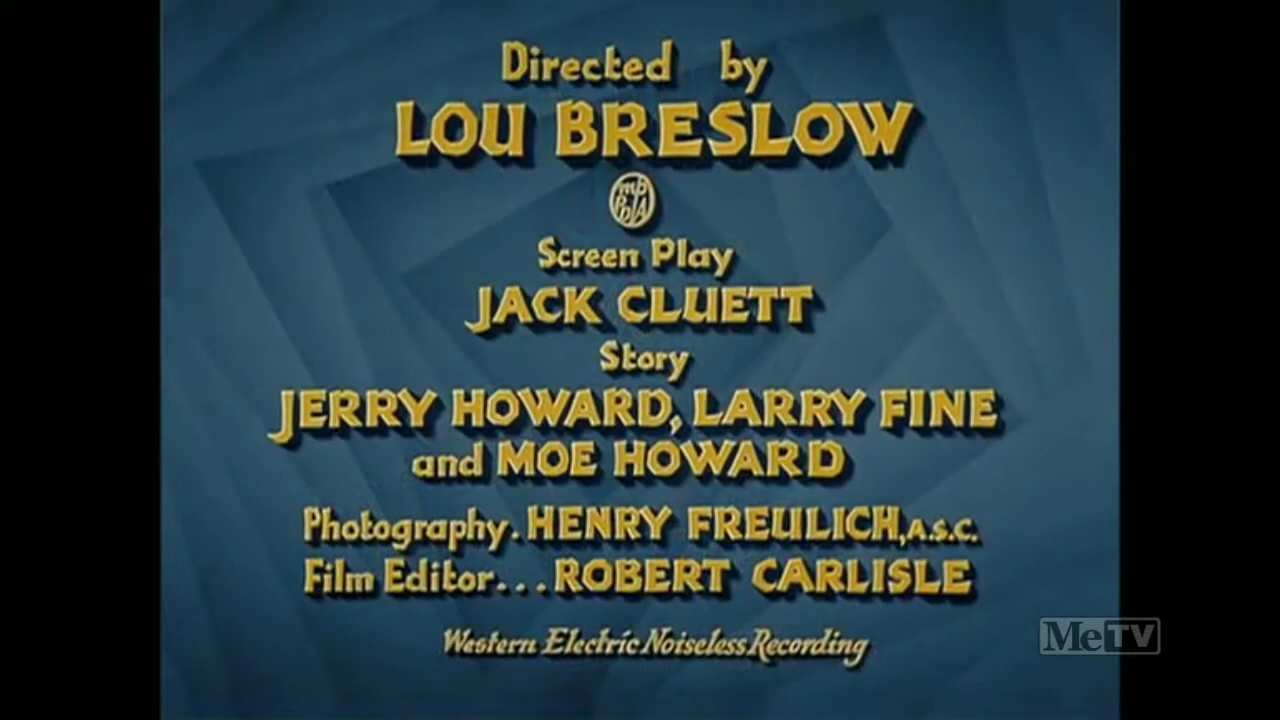 Directed by
LOU BRESLOW
Screen Play
JACK CLUETT
Story
JERRY HOWARD, LARRY FINE
and MOE HOWARD
Photography. HENRY FREULICH, A.S.C.
Film Editor... ROBERT CARLISLE
Western Electric Noiseless Recording
MeTV